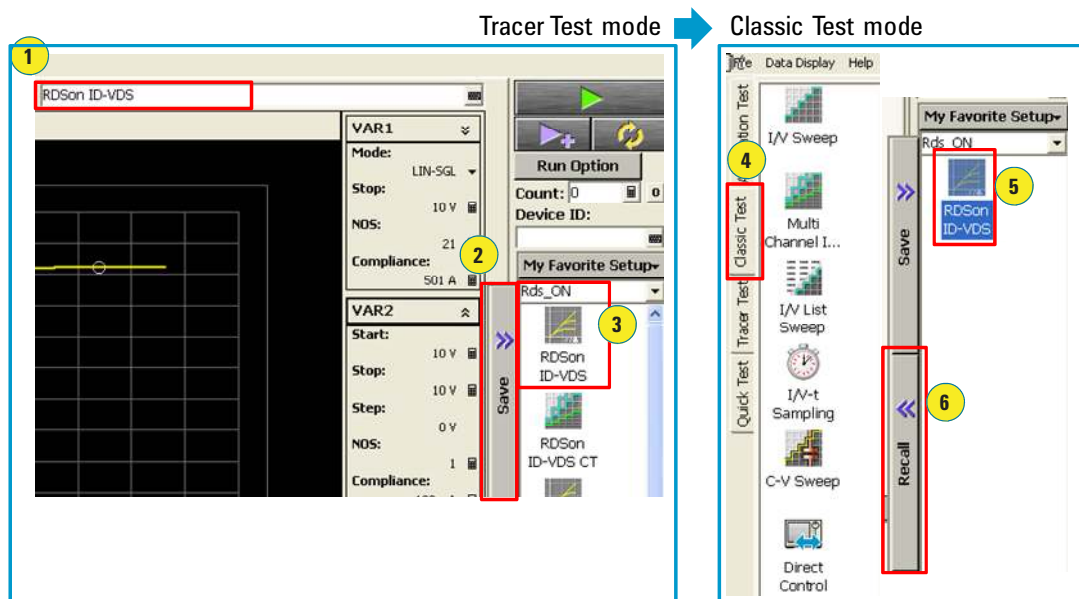 Tracer Test mode
Classic Test mode
1
RDSon ID-VDS
VAR1
Mode:
LIN-SGL
Stop:
10 V
NOS:
21
Compliance:
501 A
VAR2
Start:
10 V
Stop:
10 V
Step:
0 V
NOS:
1
Compliance:
2
Save
Run Option
Count: 0
0
Device ID:
My Favorite Setup
Rds_ON
3
RDSon
ID-VDS
RDSon
ID-VDS CT
Data Display Help
4
Classic Test
Tracer Test
Quick Test
I/V Sweep
Multi
Channel I...
I/V List
Sweep
I/V-t
Sampling
C-V Sweep
Direct
Control
Save
My Favorite Setup
Rds_ON
5
RDSon
ID-VDS
6
Recall